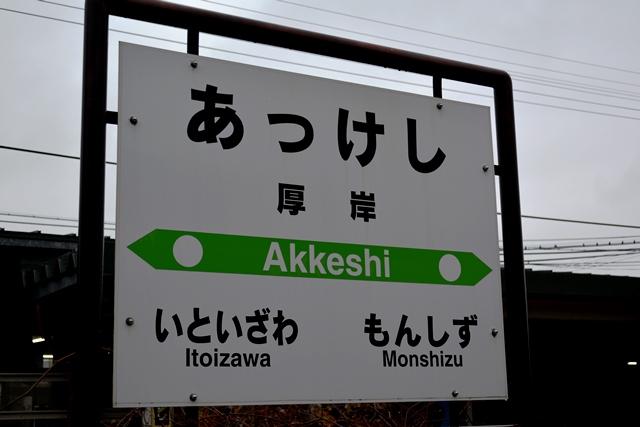 あっけし
厚岸
Akkeshi
いといざわ もんしず
Itoizawa Monshizu